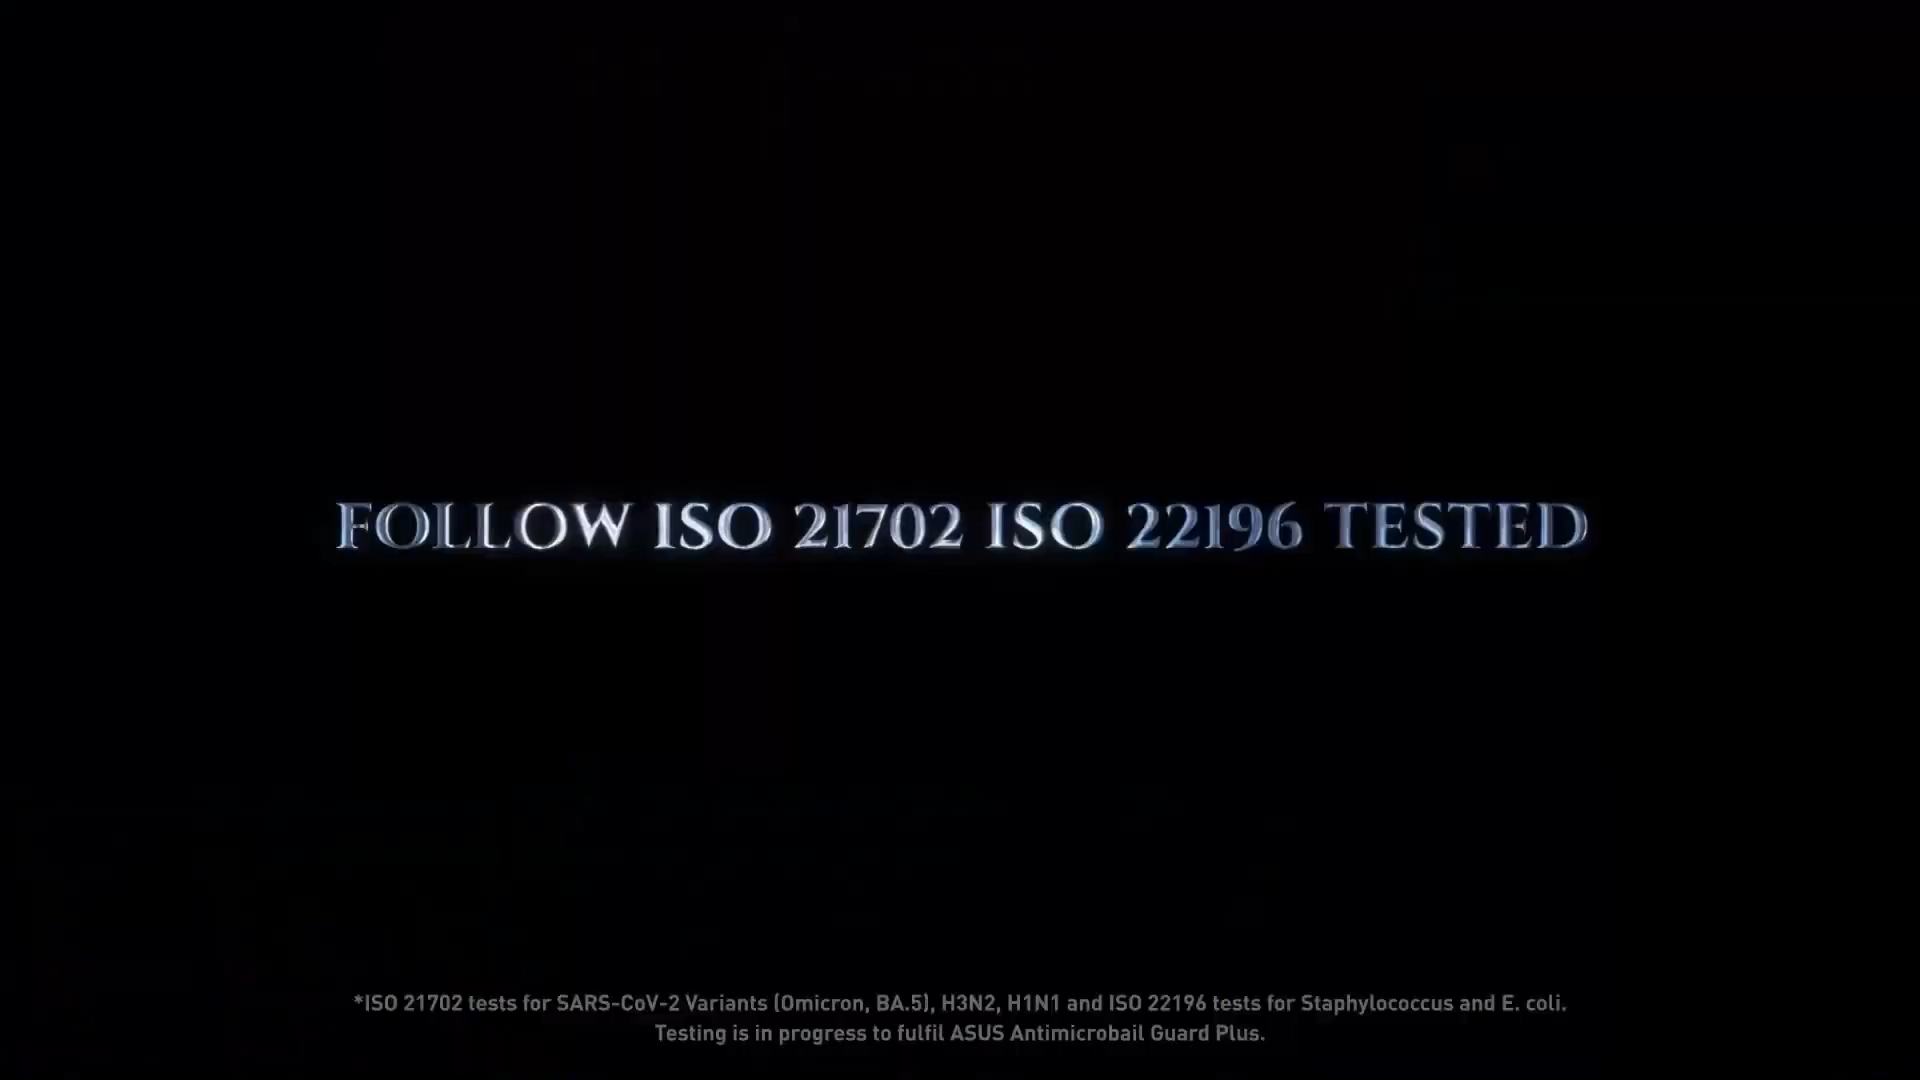 FOLLOW ISO 21702 ISO 22196 TESTED
*ISO 21702 tests for SARS-CoV-2 Variants (Omicron, BA.5), H3N2, H1N1 and ISO 22196 tests for Staphylococcus and E. coli.
Testing is in progress to fulfil ASUS Antimicrobail Guard Plus.